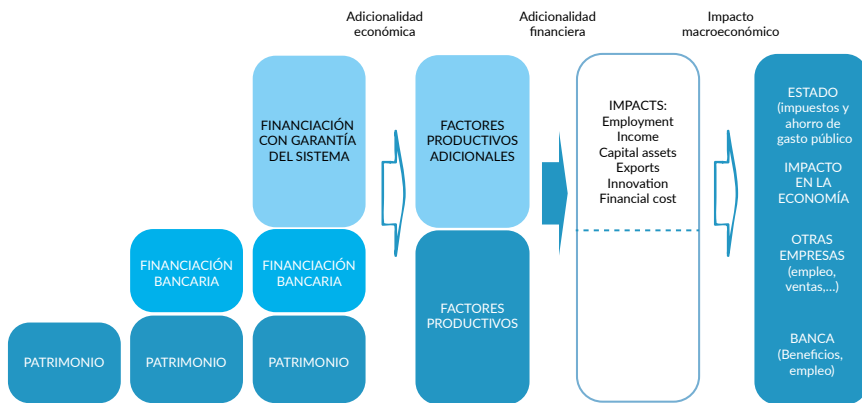 Adicionalidad
económica
Adicionalidad
financiera
Impacto
macroeconómico
FINANCIACIÓN
CON GARANTÍA
DEL SISTEMA
FACTORES
PRODUCTIVOS
ADICIONALES
IMPACTS:
Employment
Income
Capital assets
Exports
Innovation
Financial cost
ESTADO
(impuestos y
ahorro de
gasto público
IMPACTO
EN LA
ECONOMÍA
OTRAS
EMPRESAS
(empleo,
ventas,...)
BANCA
(Beneficios,
empleo)
FINANCIACIÓN
BANCARIA
FINANCIACIÓN
BANCARIA
FACTORES
PRODUCTIVOS
PATRIMONIO
PATRIMONIO
PATRIMONIO